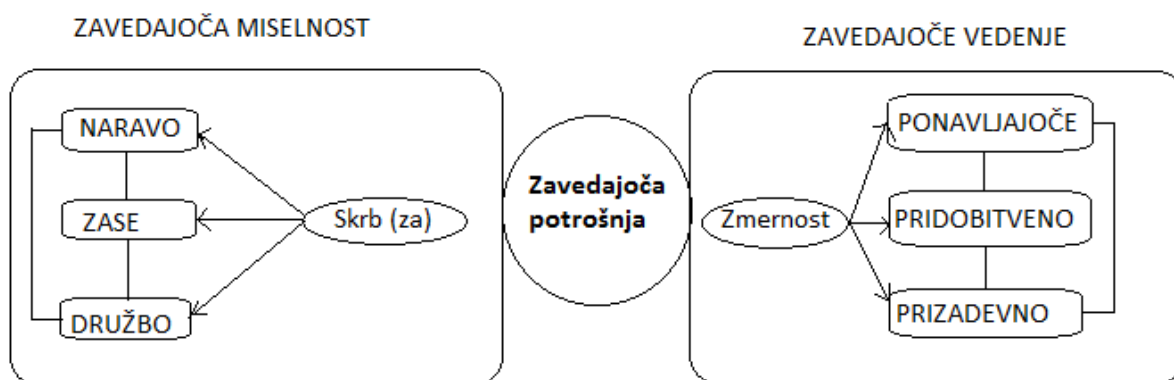 ZAVEDAJOČA MISELNOST
NARAVO
ZASE
DRUŽBO
Skrb (za)
Zavedajoča
potrošnja
ZAVEDAJOČE VEDENJE
Zmernost
PONAVLJAJOČE
PRIDOBITVENO
PRIZADEVNO